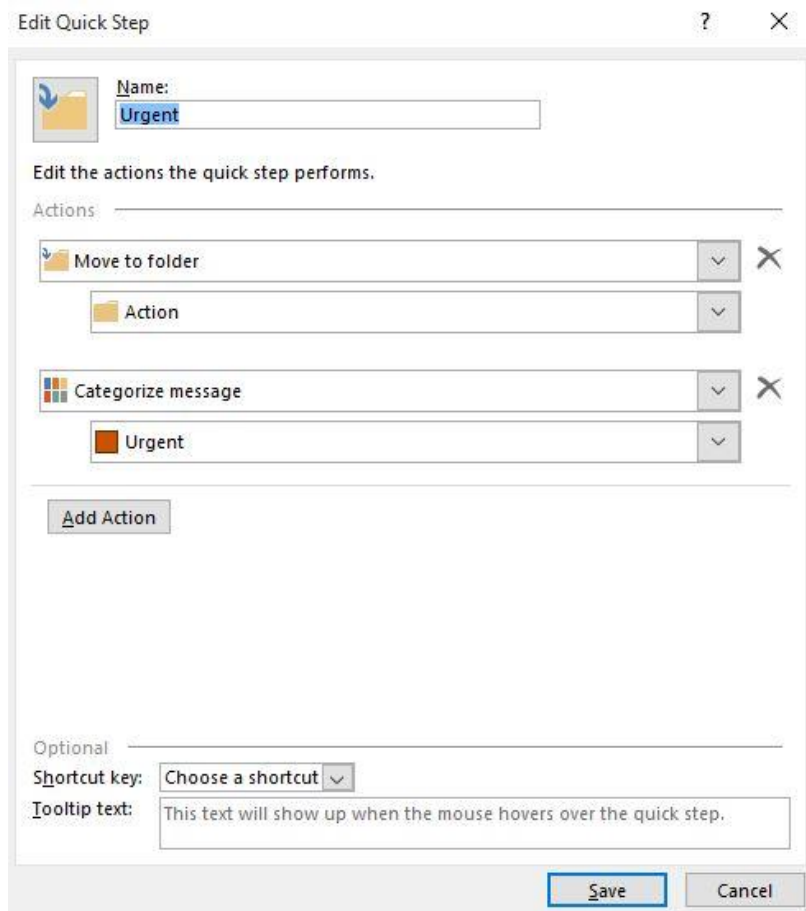 Edit Quick Step ?
Name:
Urgent
Edit the actions the quick step performs.
Actions
Move to folder
Action
Categorize message
Urgent
Add Action
Optional
Shortcut key: Choose a shortcut
Tooltip text: This text will show up when the mouse hovers over the quick step.
Save Cancel